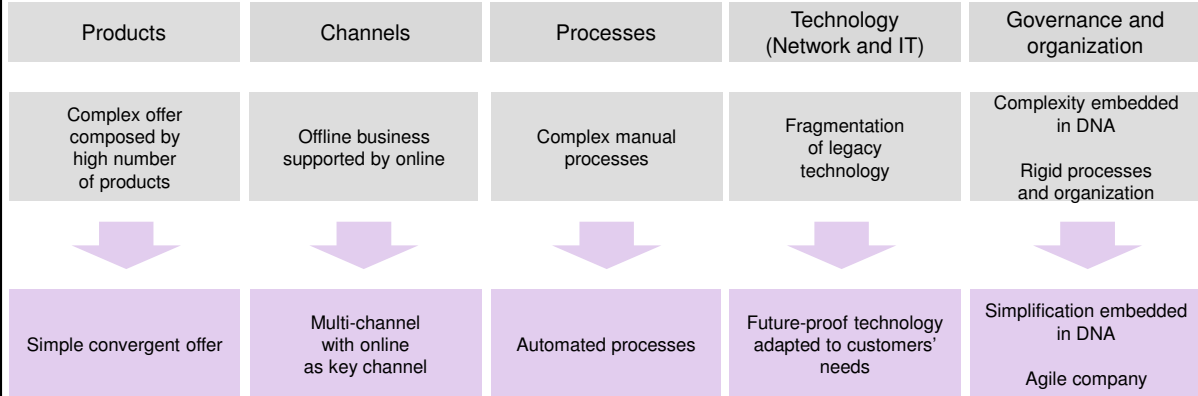 Products
Channels
Processes
Technology
(Network and IT)
Governance and
organization
Complex offer
composed by
high number
of products
Offline business
supported by online
Complex manual
processes
Fragmentation
of legacy
technology
Complexity embedded
in DNA
Rigid processes
and organization
Simple convergent offer
Multi-channel
with online
as key channel
Automated processes
Future-proof technology
adapted to customers’
needs
Simplification embedded
in DNA
Agile company